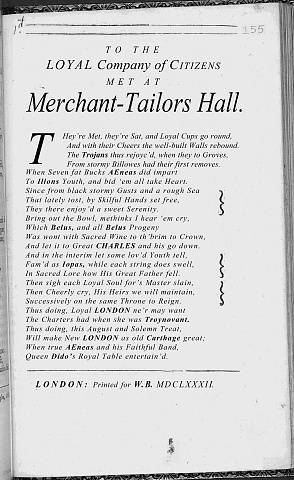 1st
155
TO THE
LOYAL Company of CITIZENS
MET AT
Merchant-Tailors Hall.
THey're Met, they're Sat, and Loyal Cups go round,
And with their Cheers the well-built Walls rebound.
The Trojans thus rejoyc'd, when they to Groves,
From stormy Billowes had their first removes.
When Seven fat Bucks AEneas did impart
To Ilions Youth, and bid 'em all take Heart.
Since from black stormy Gusts and a rough Sea
That lately tost, by Skilful Hands set free,
They there enjoy'd a sweet Serenity.
Bring out the Bowl, methinks I hear 'em cry,
Which Belus, and all Belus Progeny
Was wont with Sacred Wine to th'brim to Crown,
And let it to Great CHARLES and his go down.
And in the interim let some lov'd Youth tell,
Fam'd as Iopas, while each string does swell,
In Sacred Lore how His Great Father fell.
Then sigh each Loyal Soul for's Master slain,
Then Cheerly cry, His Heirs we will maintain,
Successively on the same Throne to Reign.
Thus doing, Loyal LONDON ne'r may want
The Charters had when she was Troynovant.
Thus doing, this August and Solemn Treat,
Will make New LONDON as old Carthage great;
When true AEneas and his Faithful Band,
Queen Dido's Royal Table entertain'd.
LONDON: Printed for W.B. MDCLXXXII.